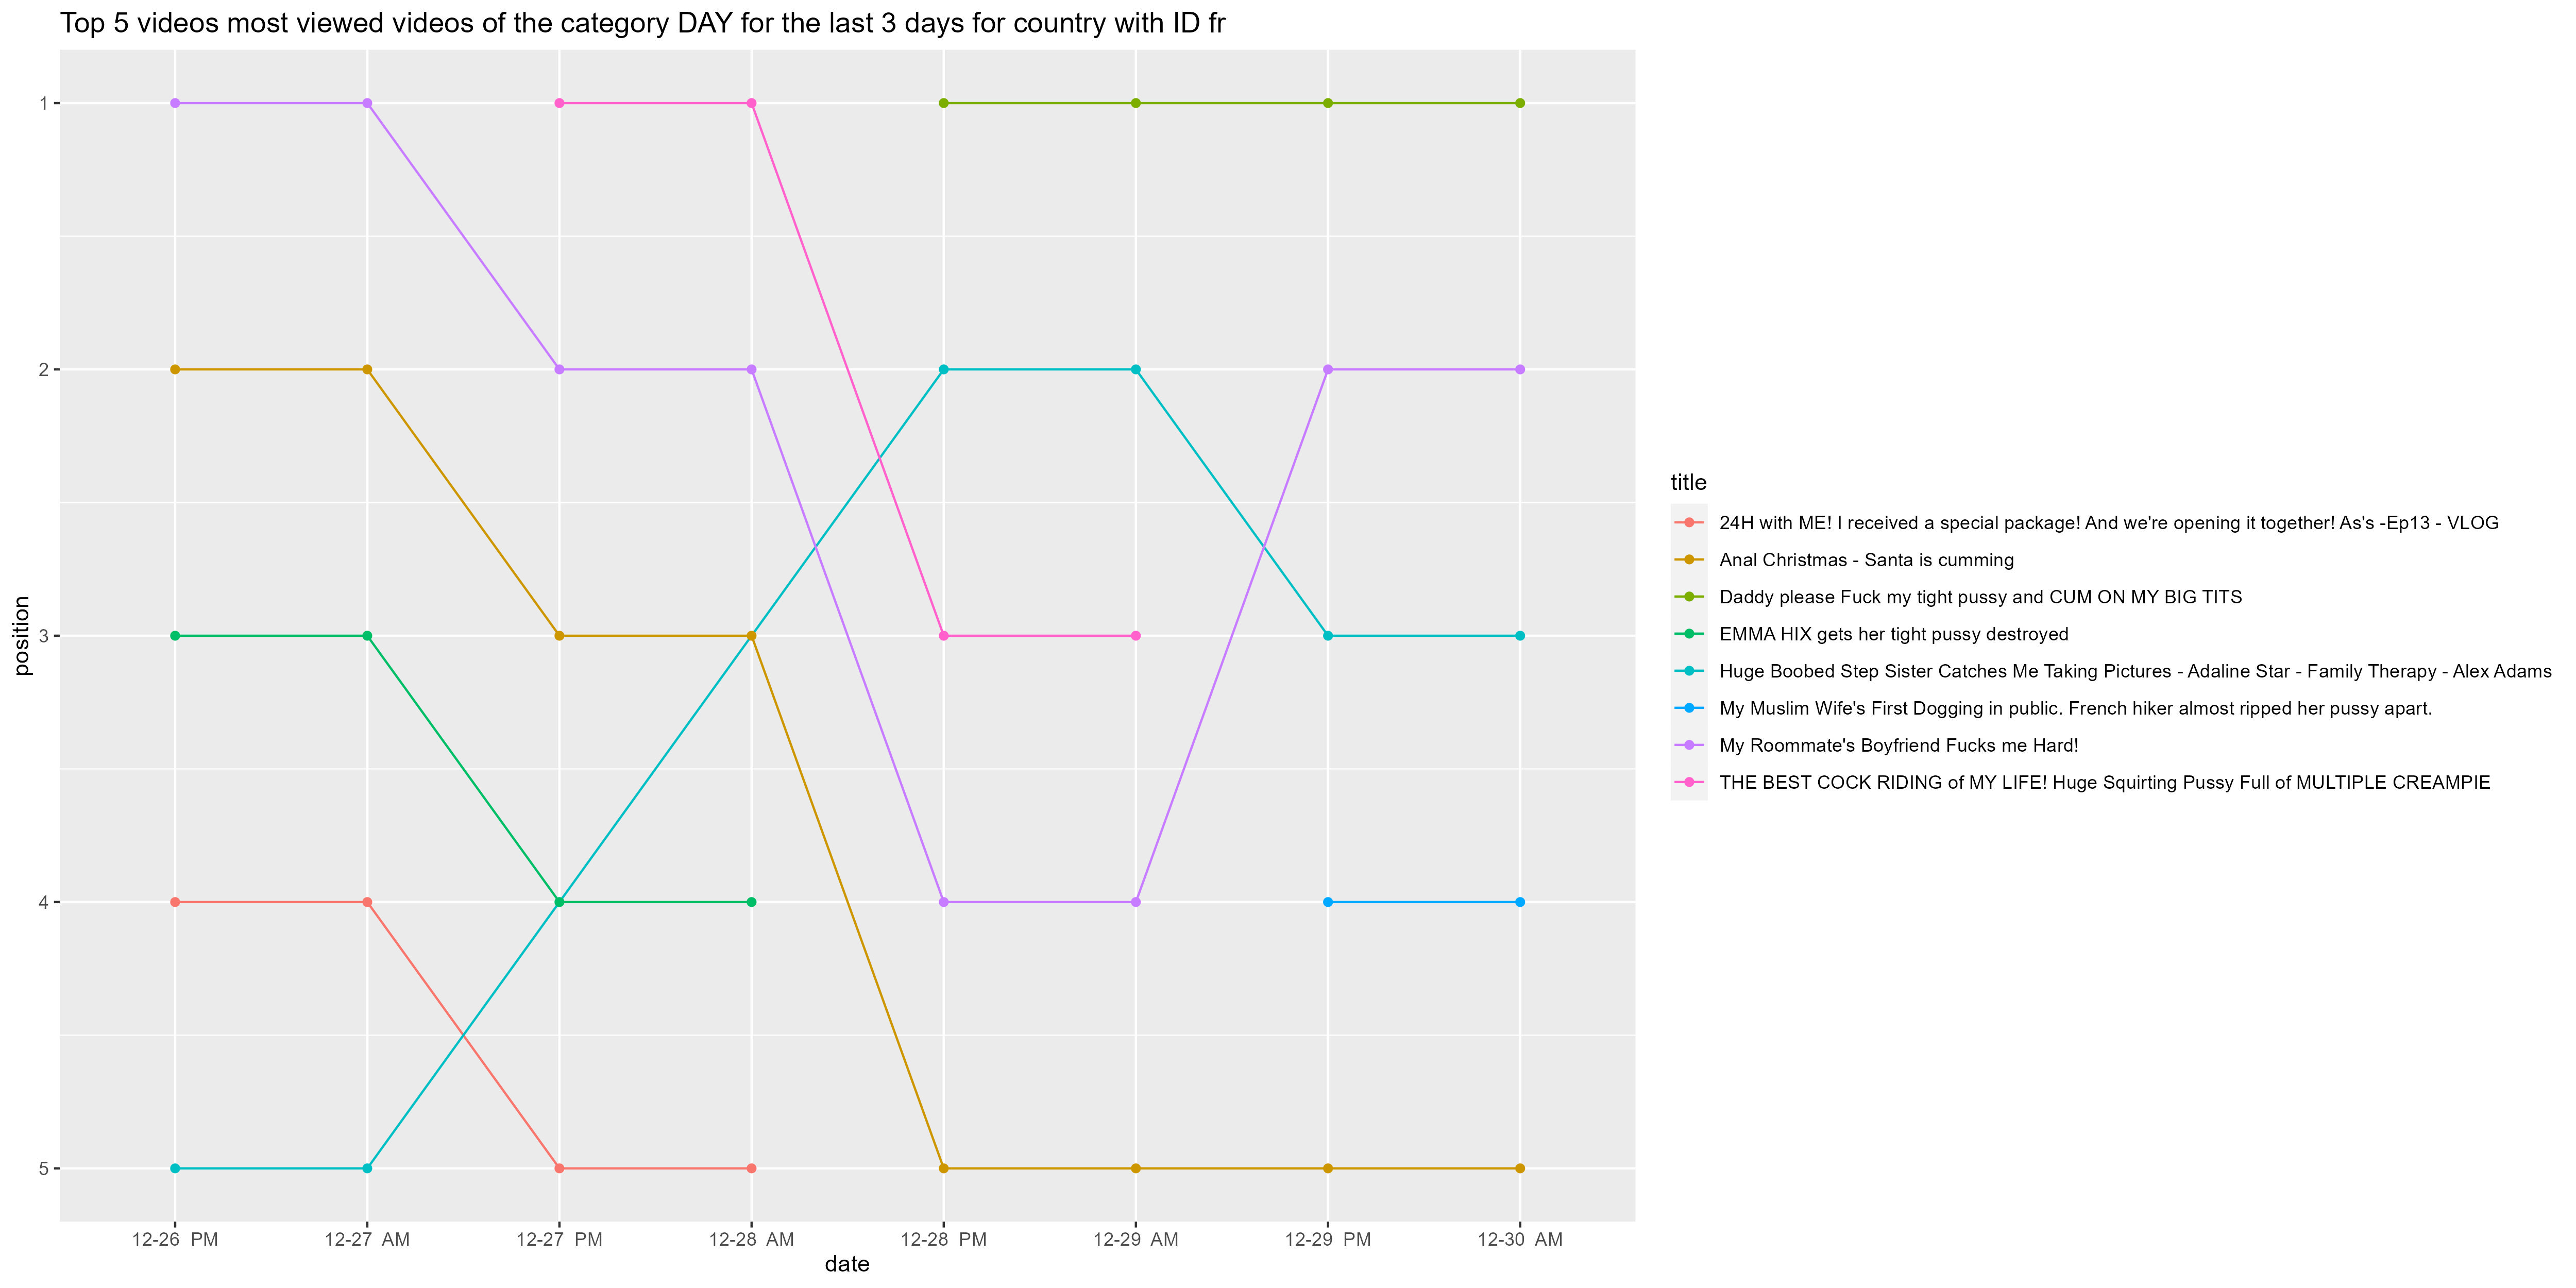 Top 5 videos most viewed videos of the category DAY for the last 3 days for country with ID fr
position
1
2
3
4
5
12-26 PM
12-27 AM
12-27 PM
12-28 AM
12-28 PM
12-29 AM
12-29 PM
12-30 AM
date
title
24H with ME! I received a special package! And we're opening it together! As's -Ep13 - VLOG
Anal Christmas - Santa is cumming
Daddy please Fuck my tight pussy and CUM ON MY BIG TITS
EMMA HIX gets her tight pussy destroyed
Huge Boobed Step Sister Catches Me Taking Pictures - Adaline Star - Family Therapy - Alex Adams
My Muslim Wife's First Dogging in public. French hiker almost ripped her pussy apart.
My Roommate's Boyfriend Fucks me Hard!
THE BEST COCK RIDING of MY LIFE! Huge Squirting Pussy Full of MULTIPLE CREAMPIE